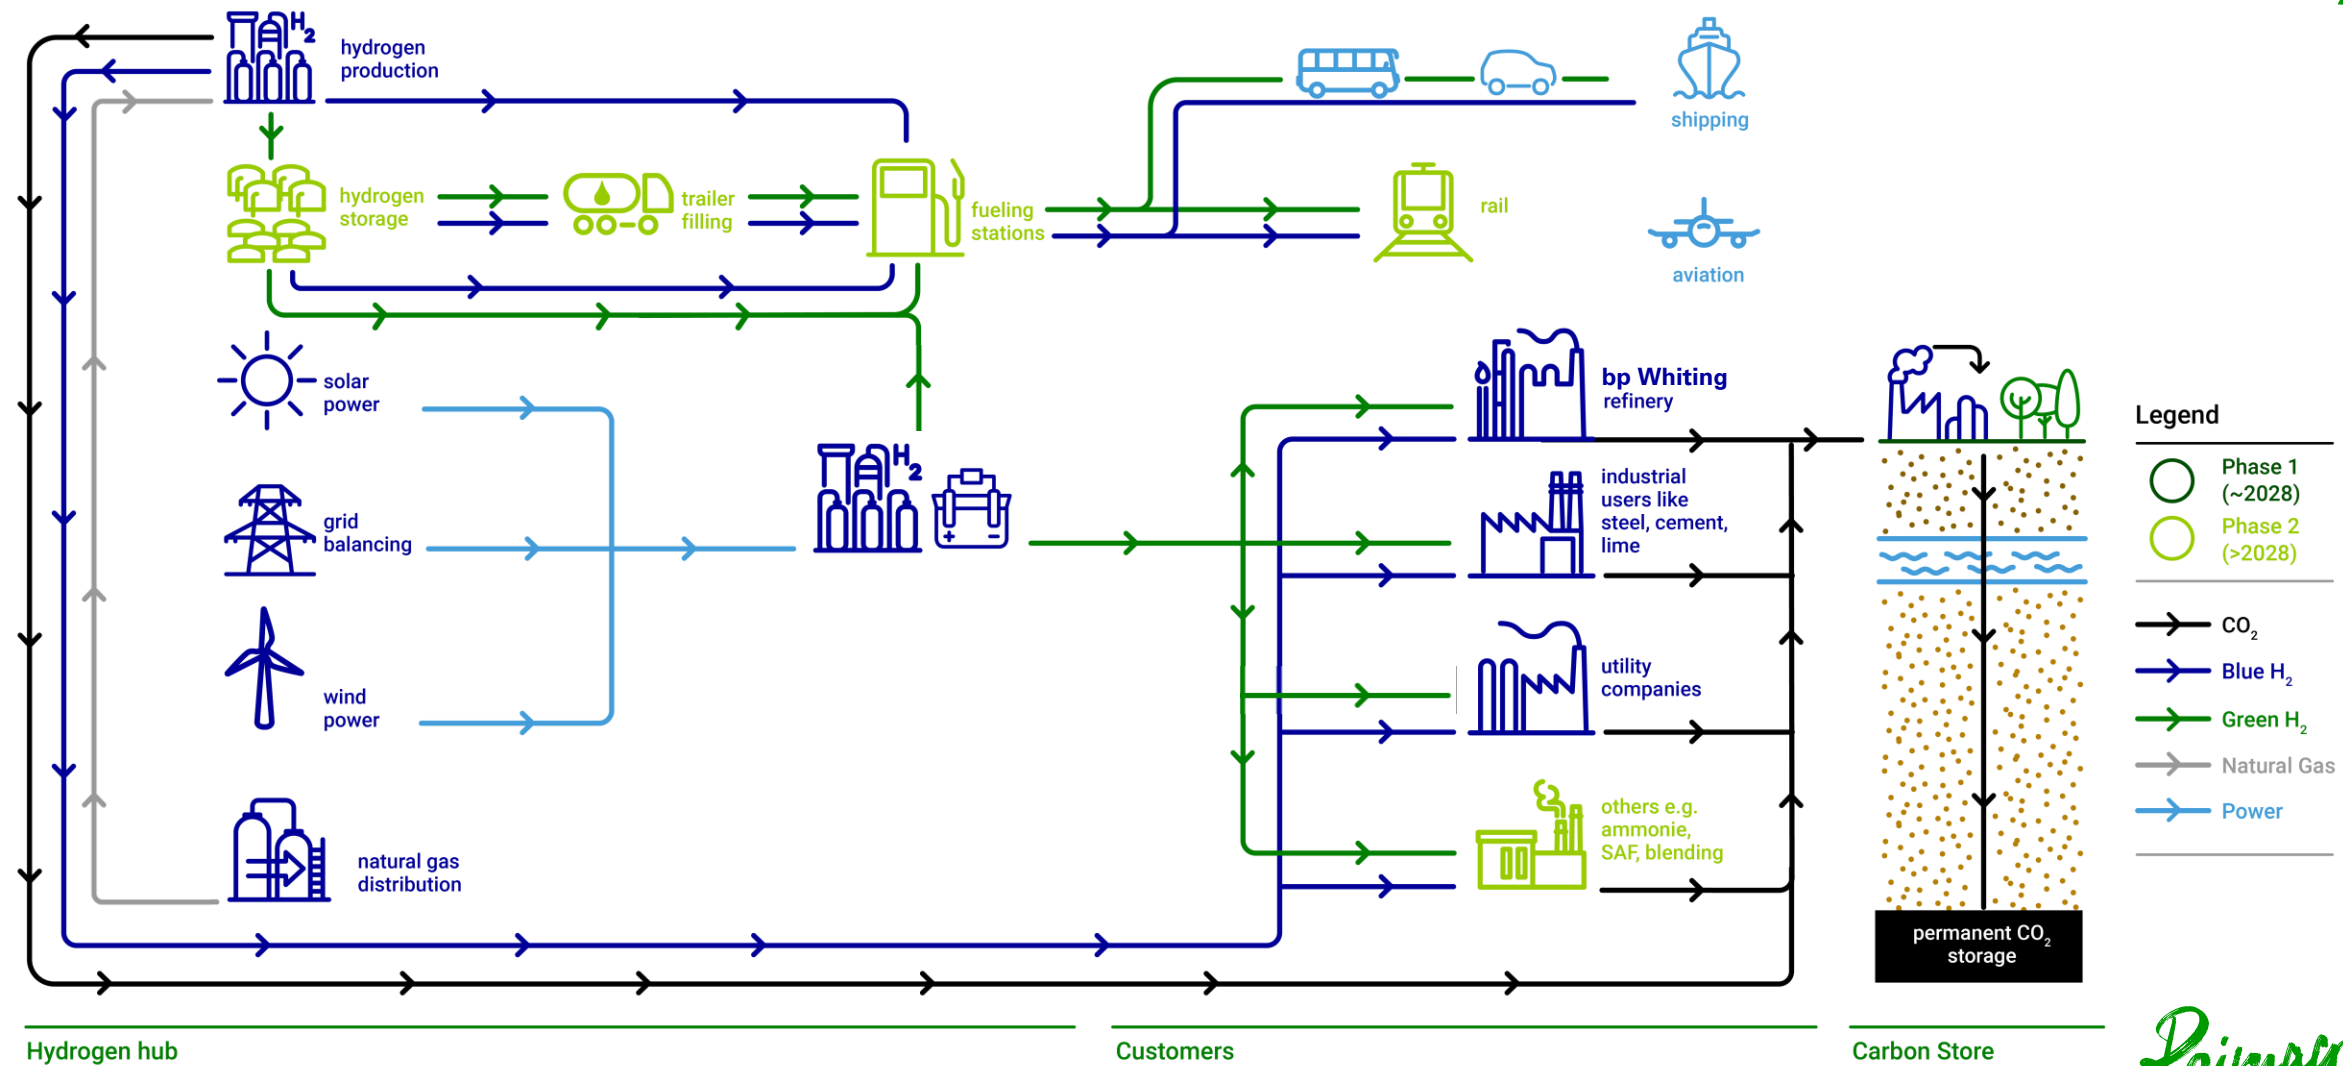 H2
hydrogen
production
shipping
hydrogen
storage
trailer
filling
fueling
stations
rail
aviation
solar
power
grid
balancing
wind
power
natural gas
distribution
H2
bp Whiting
refinery
industrial
users like
steel, cement,
lime
utility
companies
others e.g.
ammonie,
SAF, blending
permanent CO2
storage
Legend
Phase 1
(~2028)
Phase 2
(>2028)
CO2
Blue H2
Green H2
Natural Gas
Power
Hydrogen hub
Customers
Carbon Store